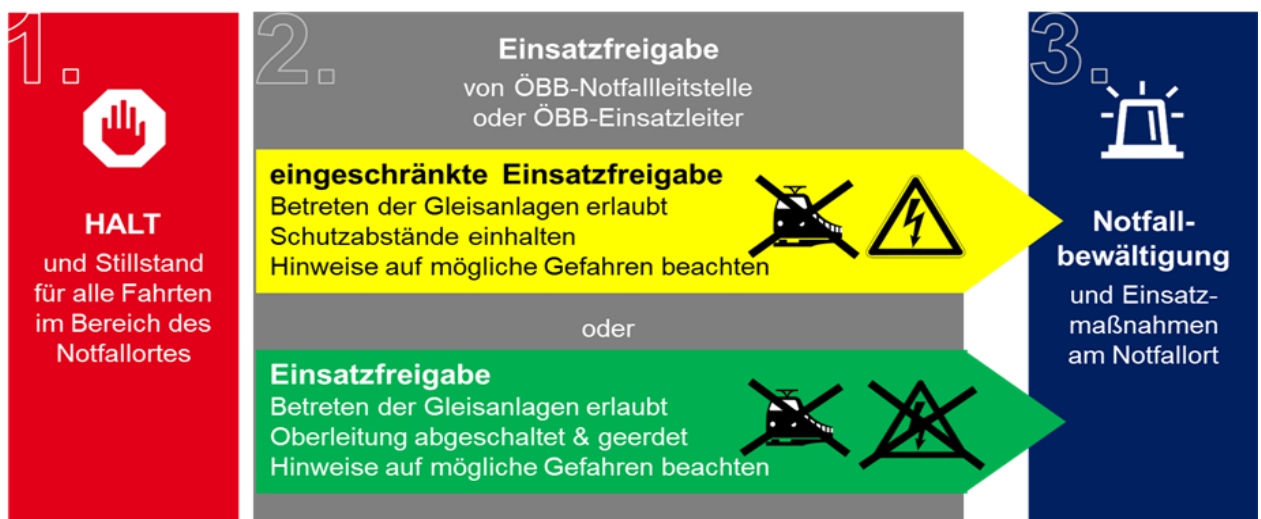 1.
HALT
und Stillstand
für alle Fahrten
im Bereich des
Notfallortes
2.
Einsatzfreigabe
von ÖBB-Notfallleitstelle
oder ÖBB-Einsatzleiter
eingeschränkte Einsatzfreigabe
Betreten der Gleisanlagen erlaubt
Schutzabstände einhalten
Hinweise auf mögliche Gefahren beachten
oder
Einsatzfreigabe
Betreten der Gleisanlagen erlaubt
Oberleitung abgeschaltet & geerdet
Hinweise auf mögliche Gefahren beachten
3.
Notfall-
bewältigung
und Einsatz-
maßnahmen
am Notfallort